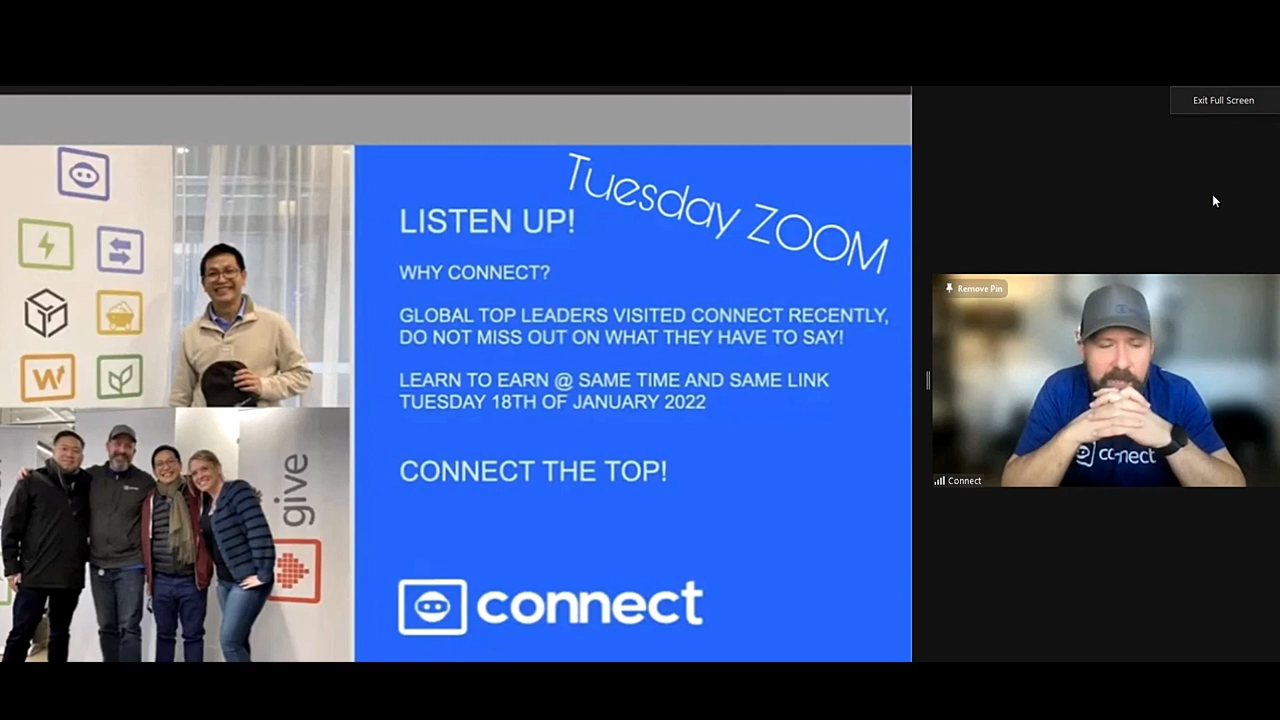 Exit Full Screen
Tuesday ZOOM
LISTEN UP!
WHY CONNECT?
GLOBAL TOP LEADERS VISITED CONNECT RECENTLY,
DO NOT MISS OUT ON WHAT THEY HAVE TO SAY!
LEARN TO EARN @ SAME TIME AND SAME LINK
TUESDAY 18TH OF JANUARY 2022
CONNECT THE TOP!
connect
give
Remove Pin
Connect